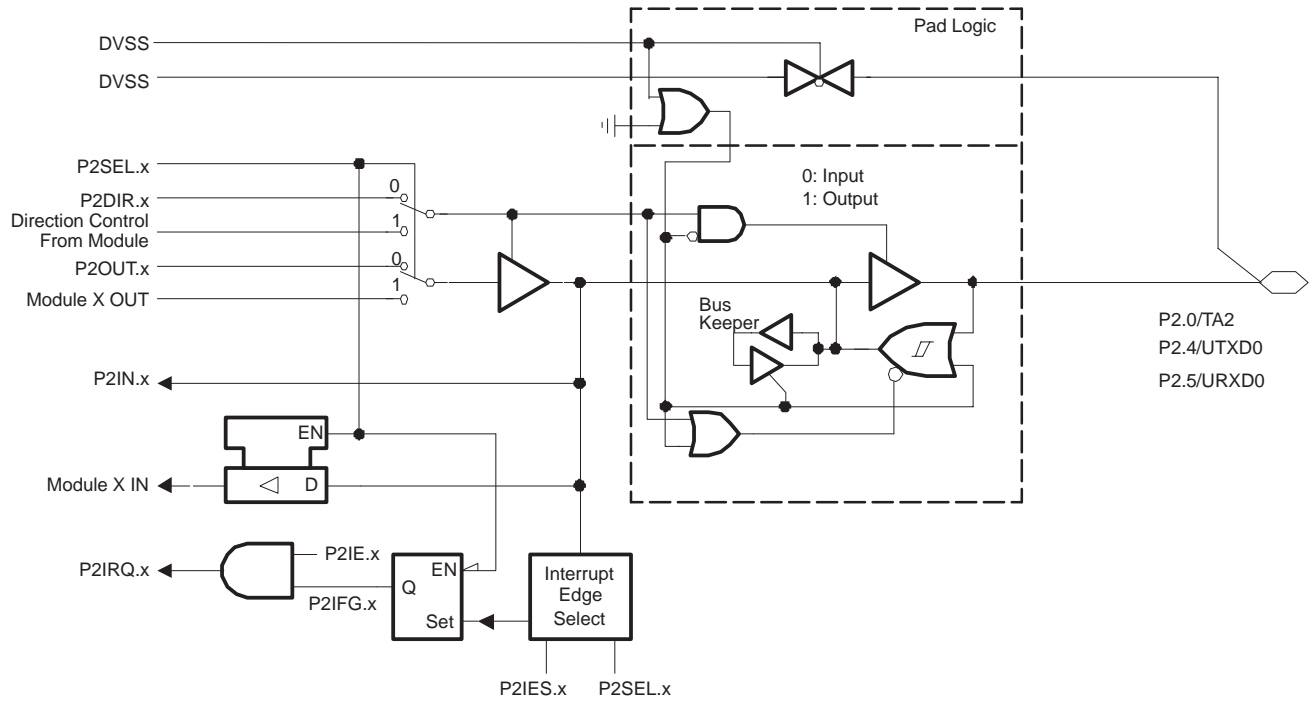 Pad Logic
DVSS
DVSS
P2SEL.x
0
P2DIR.x
Direction Control
From Module
1
0
P2OUT.x
1
Module X OUT
0: Input
1: Output
Bus
Keeper
P2.0/TA2
P2.4/UTXD0
P2.5/URXD0
P2IN.x
EN
Module X IN
D
P2IE.x
P2IRQ.x
P2IFG.x
EN
Q
Set
Interrupt
Edge
Select
P2IES.x
P2SEL.x